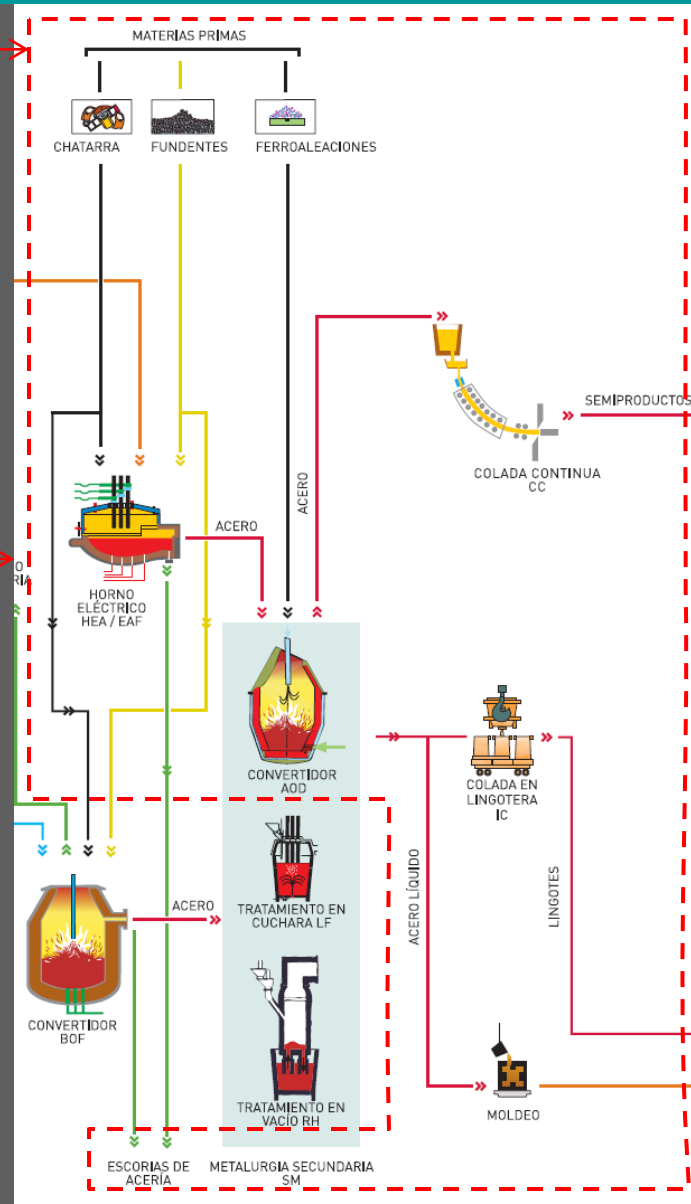 MATERIAS PRIMAS
CHATARRA
FUNDENTES
FERROALEACIONES
SEMIPRODUCTOS
COLADA CONTINUA
CC
ACERO
ACERO
HORNO
ELÉCTRICO
HEA / EAF
CONVERTIDOR
AOD
COLADA EN
LINGOTERA
IC
ACERO LÍQUIDO
LINGOTES
ACERO
TRATAMIENTO EN
CUCHARA LF
CONVERTIDOR
BOF
TRATAMIENTO EN
VACÍO RH
MOLDEO
ESCORIAS DE
ACERÍA
METALURGIA SECUNDARIA
SM